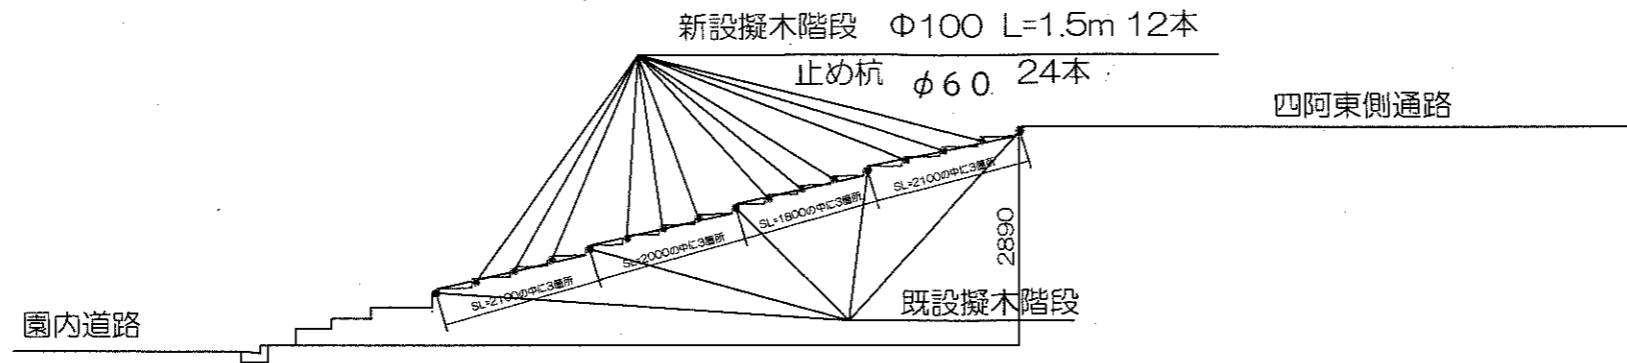 新設擬木階段 Φ100 L=1.5m 12本
止め杭 φ60. 24本
四阿東側通路
SL=2100の中に3箇所
SL=1800の中に3箇所
SL=2000の中に3箇所
SL=2100の中に3箇所
2890
既設擬木階段
園内道路